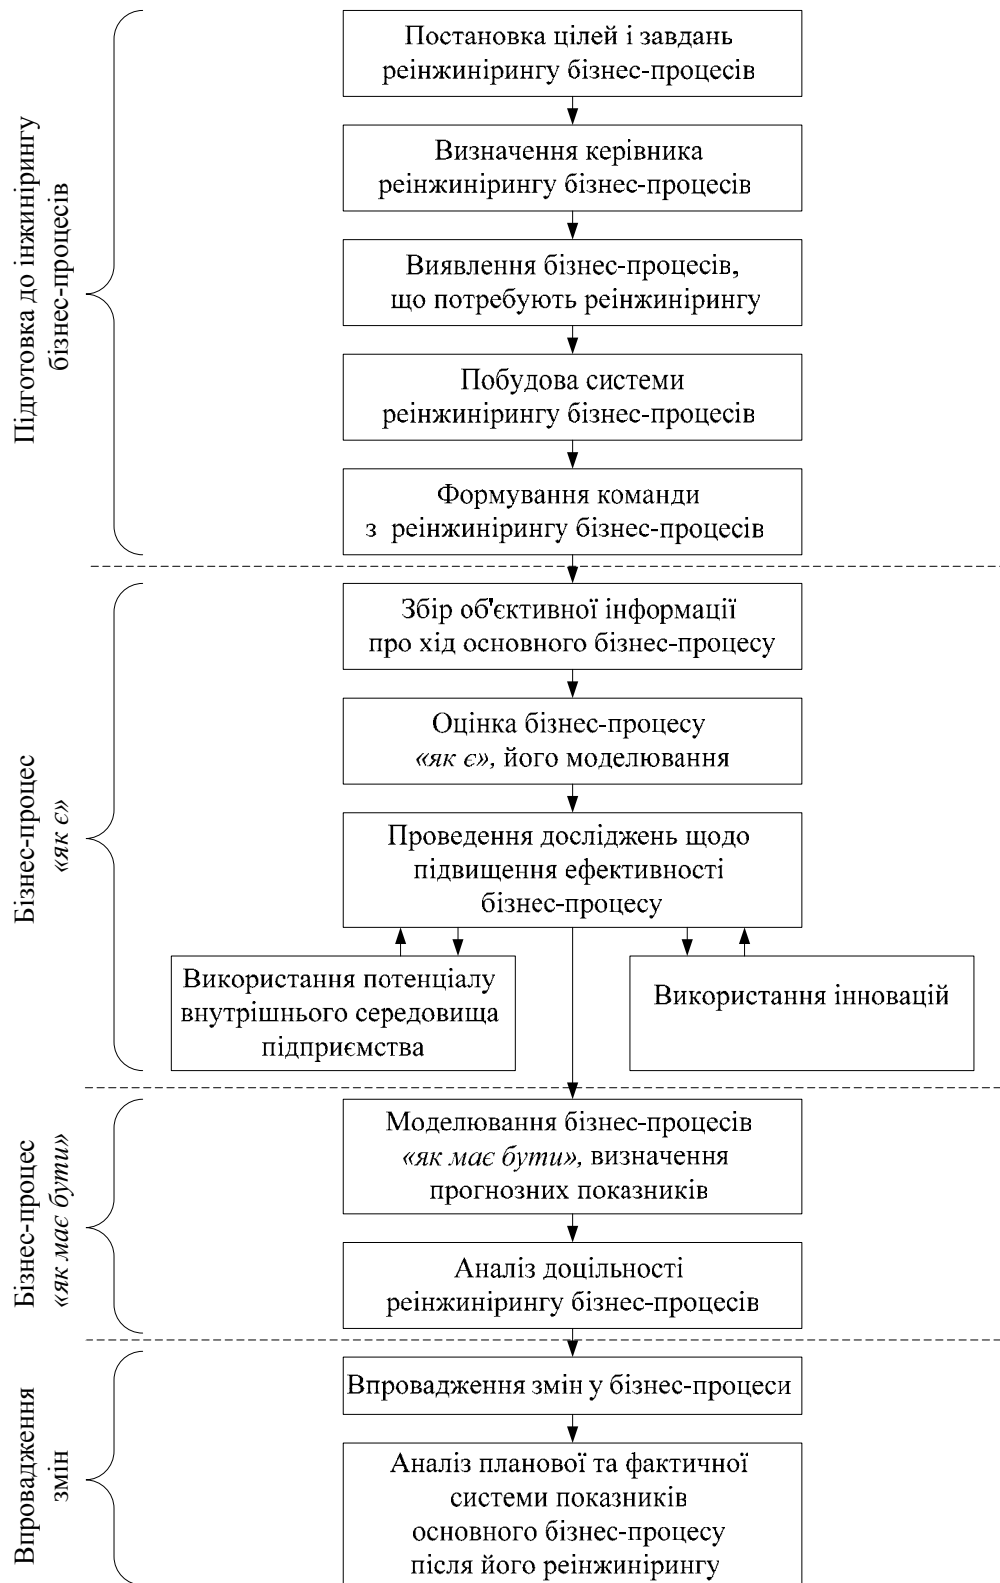 Підготовка до інжинірингу
бізнес-процесів
Постановка цілей і завдань
реінжинірингу бізнес-процесів
Визначення керівника
реінжинірингу бізнес-процесів
Виявлення бізнес-процесів,
що потребують реінжинірингу
Побудова системи
реінжинірингу бізнес-процесів
Формування команди
з реінжинірингу бізнес-процесів
Бізнес-процес
«як є»
Збір об'єктивної інформації
про хід основного бізнес-процесу
Оцінка бізнес-процесу
«як є», його моделювання
Проведення досліджень щодо
підвищення ефективності
бізнес-процесу
Використання потенціалу
внутрішнього середовища
підприємства
Використання інновацій
Бізнес-процес
«як має бути»
Моделювання бізнес-процесів
«як має бути», визначення
прогнозних показників
Аналіз доцільності
реінжинірингу бізнес-процесів
Впровадження
змін
Впровадження змін у бізнес-процеси
Аналіз планової та фактичної
системи показників
основного бізнес-процесу
після його реінжинірингу